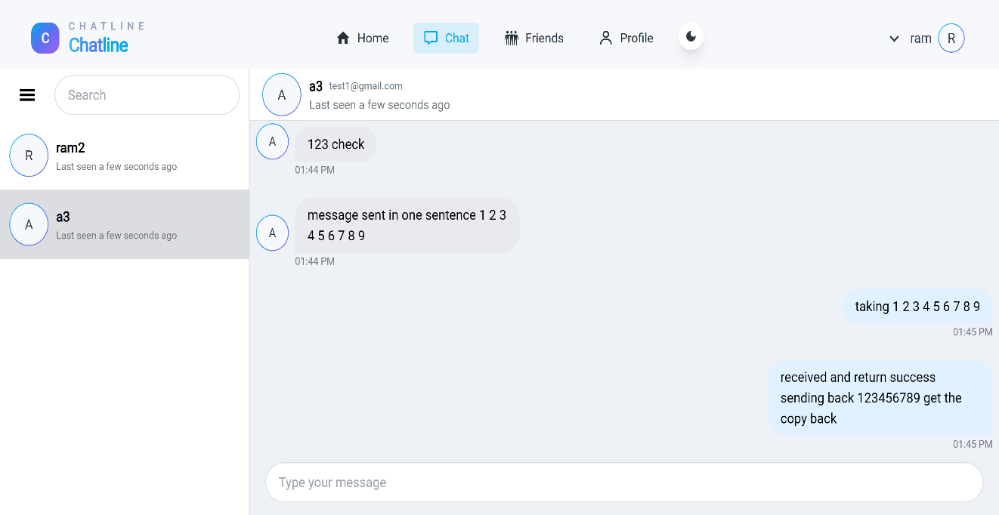 C
CHATLINE
Chatline
Home
Chat
Friends
Profile
ram
R
Search
R
ram2
Last seen a few seconds ago
A
a3
Last seen a few seconds ago
A
a3 test1@gmail.com
Last seen a few seconds ago
A
123 check
01:44 PM
A
message sent in one sentence 1 2 3
4 5 6 7 8 9
01:44 PM
taking 1 2 3 4 5 6 7 8 9
01:45 PM
received and return success
sending back 123456789 get the
copy back
01:45 PM
Type your message